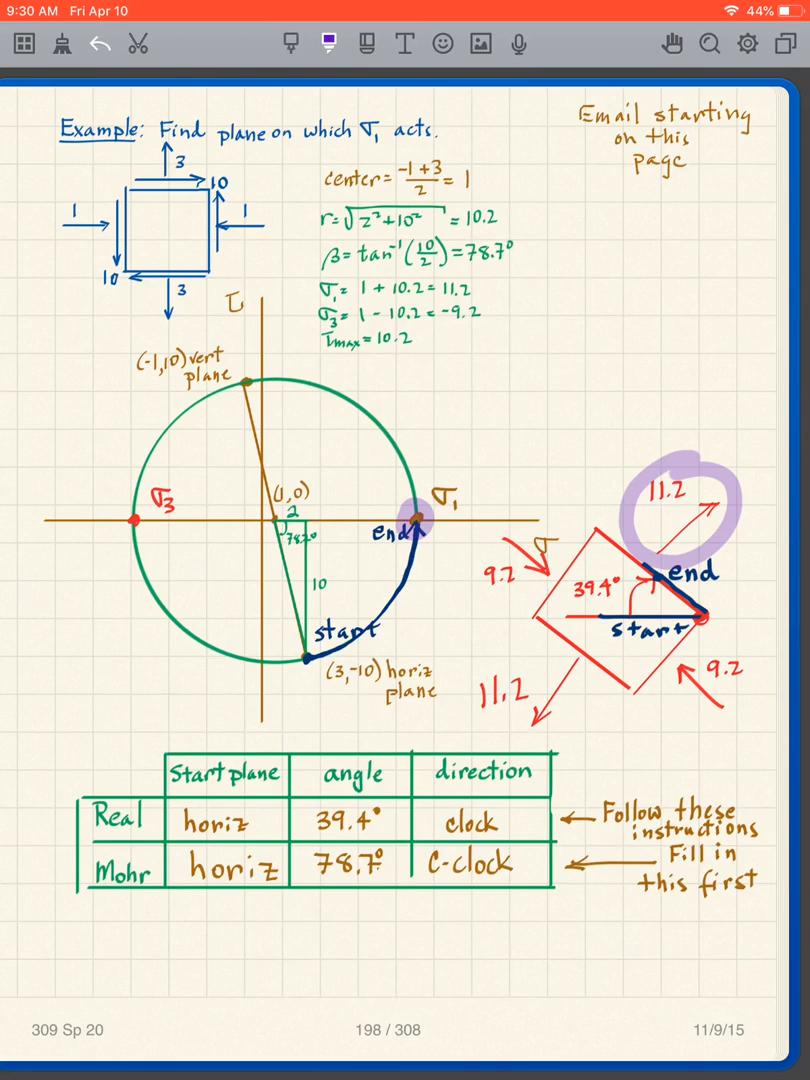 9:30 AM Fri Apr 10
44%
Email starting
on this
page
Example: Find plane on which σ₁ acts.
3
10
1
1
10
3
center = -1+3/2 = 1
r = √2²+10² = 10.2
β = tan⁻¹(10/2) = 78.7°
σ₁ = 1 + 10.2 = 11.2
σ₃ = 1 - 10.2 = -9.2
τmax = 10.2
τ
(-1,10) vert
plane
σ₃
(1,0)
2
78.7°
10
σ₁
end
σ
start
(3,-10) horiz
plane
11.2
9.2
39.4°
end
start
9.2
11.2
Start plane angle direction
Real horiz 39.4° clock
Mohr horiz 78.7° c-clock
← Follow these
instructions
← Fill in
this first
309 Sp 20
198 / 308
11/9/15